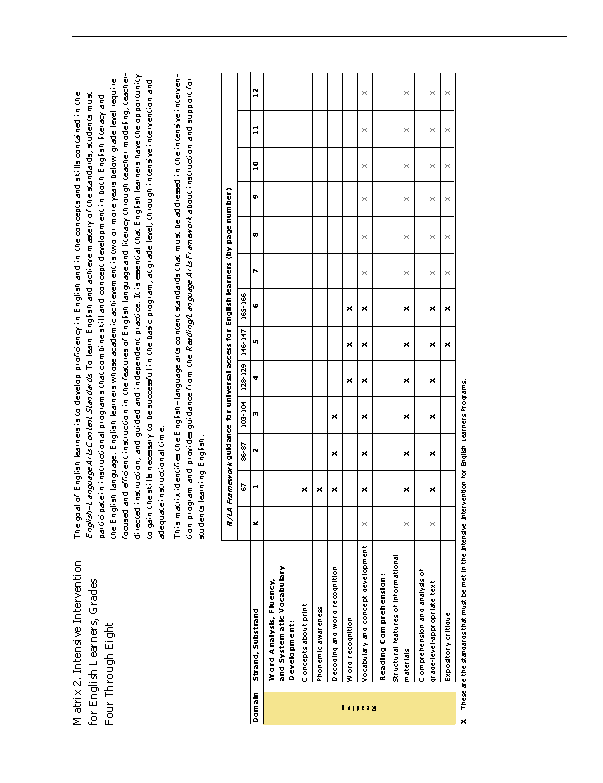 Matrix 2. Intensive Intervention
for English Learners, Grades
Four Through Eight
The goal of English learners is to develop proficiency in English and in the concepts and skills contained in the
English–Language Arts Content Standards. To learn English and achieve mastery of the standards, students must
participate in instructional programs that combine skill and concept development in both English literacy and
the English language. English learners whose academic achievement is two or more years below grade level require
focused and efficient instruction in the features of English language and literacy through teacher modeling, teacher-
directed instruction, and guided and independent practice. It is essential that English learners have the opportunity
to gain the skills necessary to be successful in the basic program, at grade level, through intensive intervention and
adequate instructional time.
This matrix identifies the English–language arts content standards that must be addressed in the intensive interven-
tion program and provides guidance from the Reading/Language Arts Framework about instruction and support for
students learning English.
R/LA Framework guidance for universal access for English learners (by page number)
67 86-87 103-104 128-129 146-147 165-166
Domain Strand, Substrand K 1 2 3 4 5 6 7 8 9 10 11 12
Reading
Word Analysis, Fluency,
and Systematic Vocabulary
Development:
Concepts about print X
Phonemic awareness X
Decoding and word recognition X X X
Word recognition X X X
Vocabulary and concept development X X X X X X X X X X X X X
Reading Comprehension:
Structural features of informational
materials X X X X X X X X X X X X X
Comprehension and analysis of
grade-level-appropriate text X X X X X X X X X X X X X
Expository critique X X X X X X X X
X These are the standards that must be met in the Intensive Intervention for English Learners Programs.